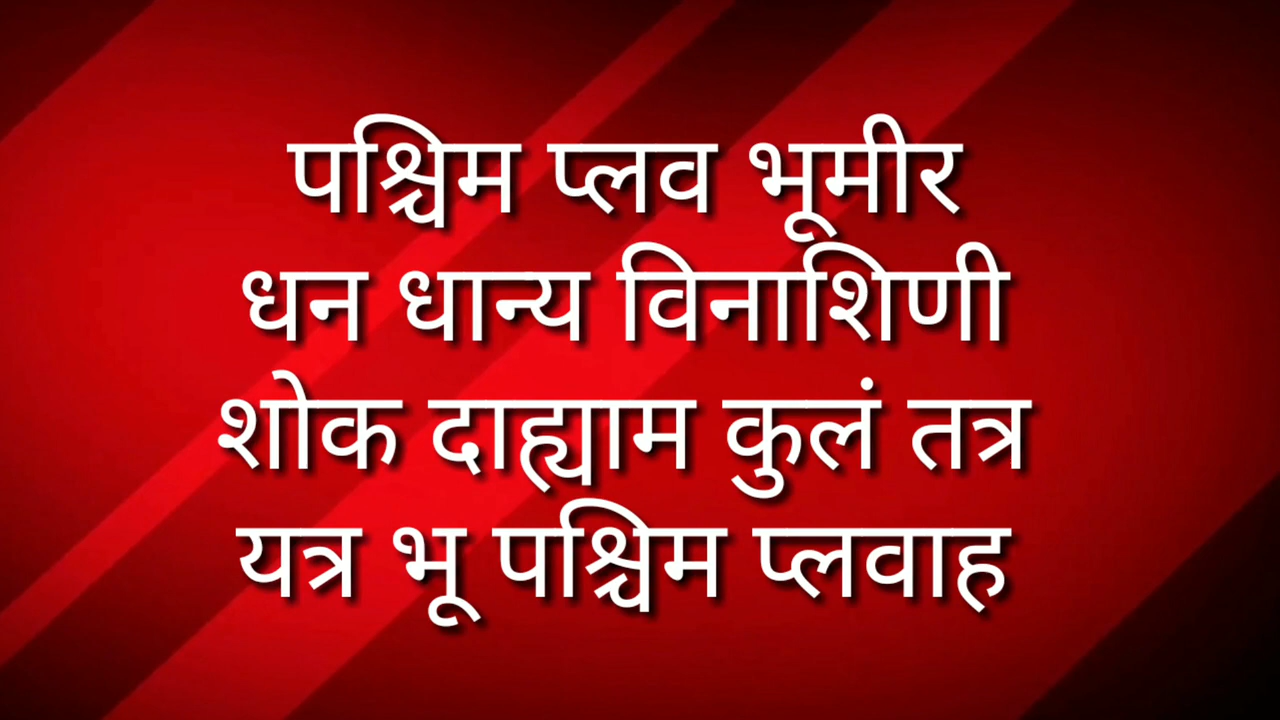 पश्चिम प्लव भूमीर
धन धान्य विनाशिणी
शोक दाह्याम कुलं तत्र
यत्र भू पश्चिम प्लवाह